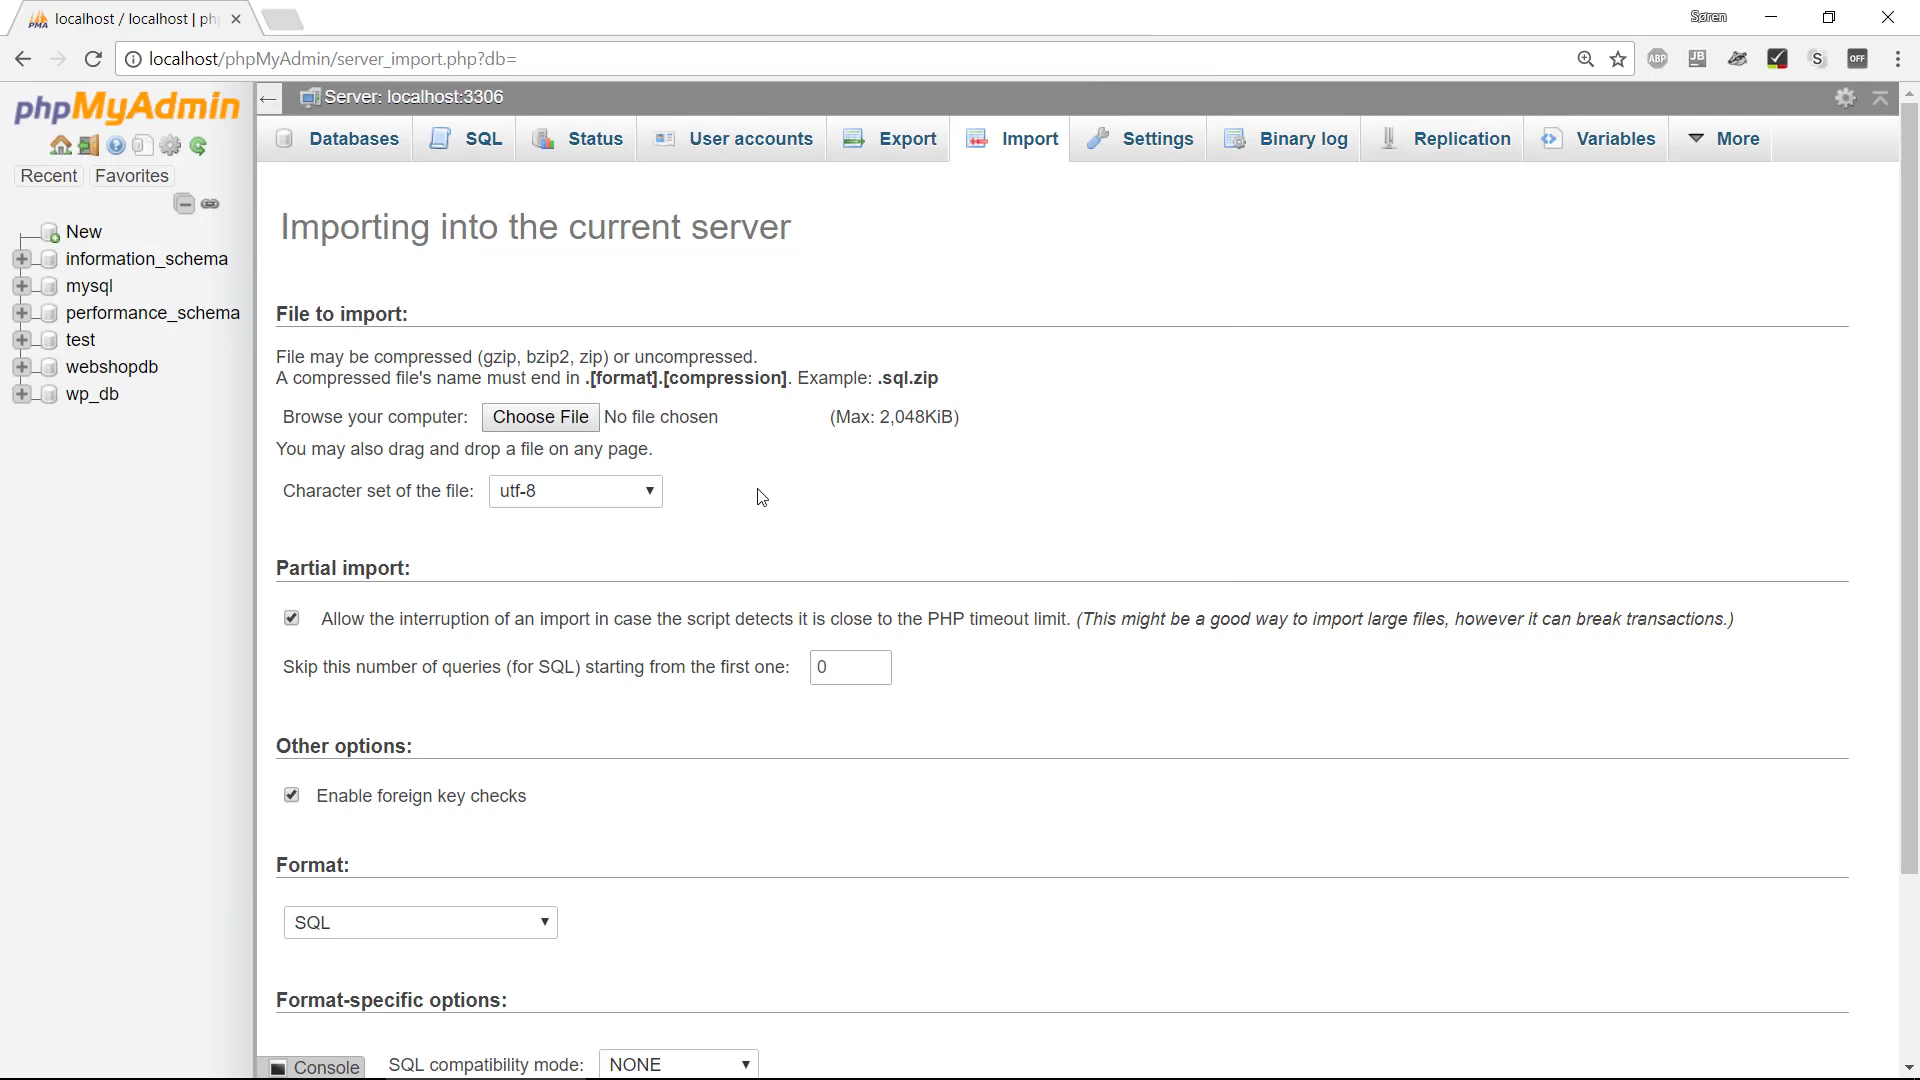 localhost / localhost | ph
Søren
localhost/phpMyAdmin/server_import.php?db=
ABP
JB
S
OFF
phpMyAdmin
Recent
Favorites
New
information_schema
mysql
performance_schema
test
webshopdb
wp_db
Server: localhost:3306
Databases
SQL
Status
User accounts
Export
Import
Settings
Binary log
Replication
Variables
More
Importing into the current server
File to import:
File may be compressed (gzip, bzip2, zip) or uncompressed.
A compressed file's name must end in .[format].[compression]. Example: .sql.zip
Browse your computer: Choose File No file chosen (Max: 2,048KiB)
You may also drag and drop a file on any page.
Character set of the file: utf-8
Partial import:
Allow the interruption of an import in case the script detects it is close to the PHP timeout limit. (This might be a good way to import large files, however it can break transactions.)
Skip this number of queries (for SQL) starting from the first one: 0
Other options:
Enable foreign key checks
Format:
SQL
Format-specific options:
Console
SQL compatibility mode: NONE